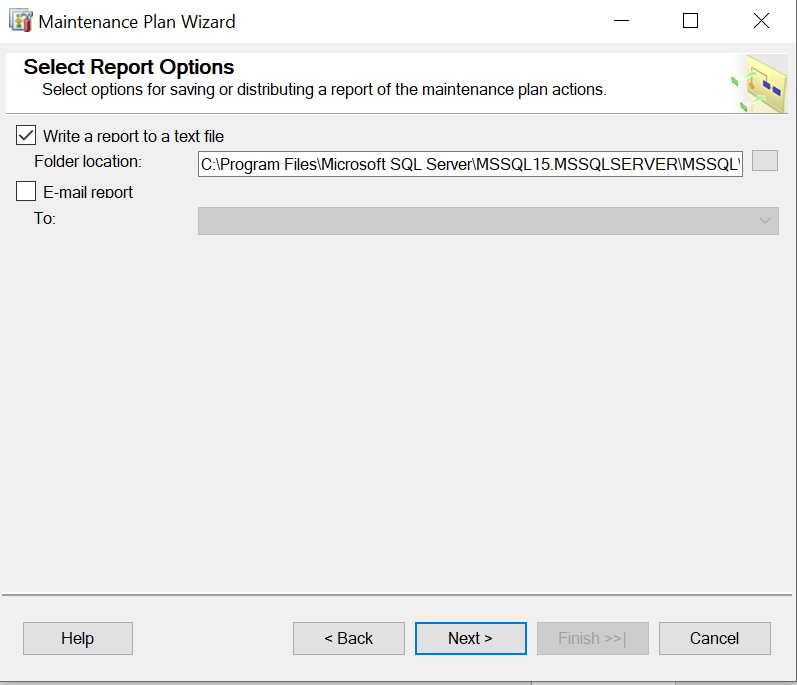 Maintenance Plan Wizard
Select Report Options
Select options for saving or distributing a report of the maintenance plan actions.
Write a report to a text file
Folder location:
C:\Program Files\Microsoft SQL Server\MSSQL15.MSSQLSERVER\MSSQL\
E-mail report
To:
Help
< Back
Next >
Finish >>|
Cancel